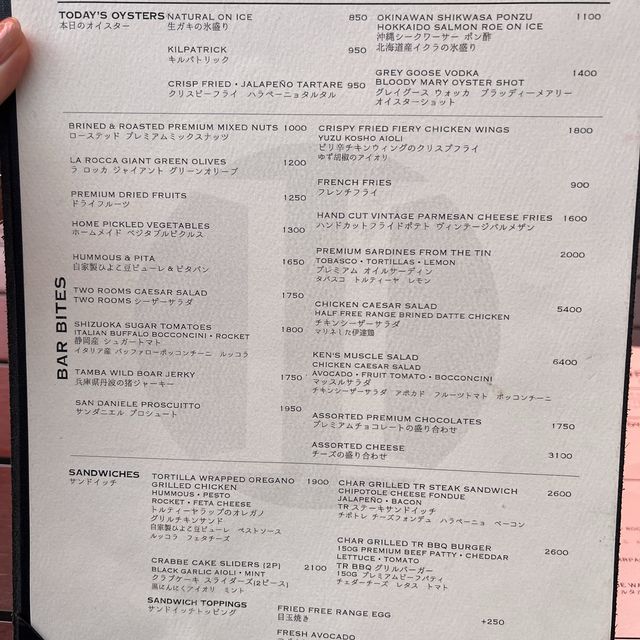 TODAY'S OYSTERS
本日のオイスター
NATURAL ON ICE 850
生ガキの氷盛り
KILPATRICK 950
キルパトリック
CRISP FRIED・JALAPEÑO TARTARE 950
クリスピーフライ ハラペーニョタルタル
OKINAWAN SHIKWASA PONZU 1100
HOKKAIDO SALMON ROE ON ICE
沖縄シークワーサー ポン酢
北海道産イクラの氷盛り
GREY GOOSE VODKA 1400
BLOODY MARY OYSTER SHOT
グレイグース ウォッカ ブラッディーメアリー
オイスターショット
BAR BITES
BRINED & ROASTED PREMIUM MIXED NUTS 1000
ローステッド プレミアムミックスナッツ
LA ROCCA GIANT GREEN OLIVES 1200
ラ ロッカ ジャイアント グリーンオリーブ
PREMIUM DRIED FRUITS 1250
ドライフルーツ
HOME PICKLED VEGETABLES 1300
ホームメイド ベジタブルピクルス
HUMMOUS & PITA 1650
自家製ひよこ豆ピューレ＆ピタパン
TWO ROOMS CAESAR SALAD 1750
TWO ROOMS シーザーサラダ
SHIZUOKA SUGAR TOMATOES 1800
ITALIAN BUFFALO BOCCONCINI・ROCKET
静岡産 シュガートマト
イタリア産 バッファローボッコンチーニ ルッコラ
TAMBA WILD BOAR JERKY 1750
兵庫県丹波の猪ジャーキー
SAN DANIELE PROSCUITTO 1950
サンダニエル プロシュート
CRISPY FRIED FIERY CHICKEN WINGS 1800
YUZU KOSHO AIOLI
ピリ辛チキンウィングのクリスプフライ
ゆず胡椒のアイオリ
FRENCH FRIES 900
フレンチフライ
HAND CUT VINTAGE PARMESAN CHEESE FRIES 1600
ハンドカットフライドポテト ヴィンテージパルメザン
PREMIUM SARDINES FROM THE TIN 2000
TOBASCO・TORTILLAS・LEMON
プレミアム オイルサーディン
タバスコ トルティーヤ レモン
CHICKEN CAESAR SALAD 5400
HALF FREE RANGE BRINED DATTE CHICKEN
チキンシーザーサラダ
マリネした伊達鶏
KEN'S MUSCLE SALAD 6400
CHICKEN CAESAR SALAD
AVOCADO・FRUIT TOMATO・BOCCONCINI
マッスルサラダ
チキンシーザーサラダ アボカド フルーツトマト ボッコンチーニ
ASSORTED PREMIUM CHOCOLATES 1750
プレミアムチョコレートの盛り合わせ
ASSORTED CHEESE 3100
チーズの盛り合わせ
SANDWICHES
サンドイッチ
TORTILLA WRAPPED OREGANO 1900
GRILLED CHICKEN
HUMMOUS・PESTO
ROCKET・FETA CHEESE
トルティーヤラップのオレガノ
グリルチキンサンド
自家製ひよこ豆ピューレ ペストソース
ルッコラ フェタチーズ
CRABBE CAKE SLIDERS (2P) 2100
BLACK GARLIC AIOLI・MINT
クラブケーキ スライダーズ(2ピース)
黒にんにくアイオリ ミント
CHAR GRILLED TR STEAK SANDWICH 2600
CHIPOTLE CHEESE FONDUE
JALAPEÑO・BACON
TR ステーキサンドイッチ
チポトレ チーズフォンデュ ハラペーニョ ベーコン
CHAR GRILLED TR BBQ BURGER 2600
150G PREMIUM BEEF PATTY・CHEDDAR
LETTUCE・TOMATO
TR BBQ グリルバーガー
150G プレミアムビーフパティ
チェダーチーズ レタス トマト
SANDWICH TOPPINGS
サンドイッチトッピング
FRIED FREE RANGE EGG +250
目玉焼き
FRESH AVOCADO